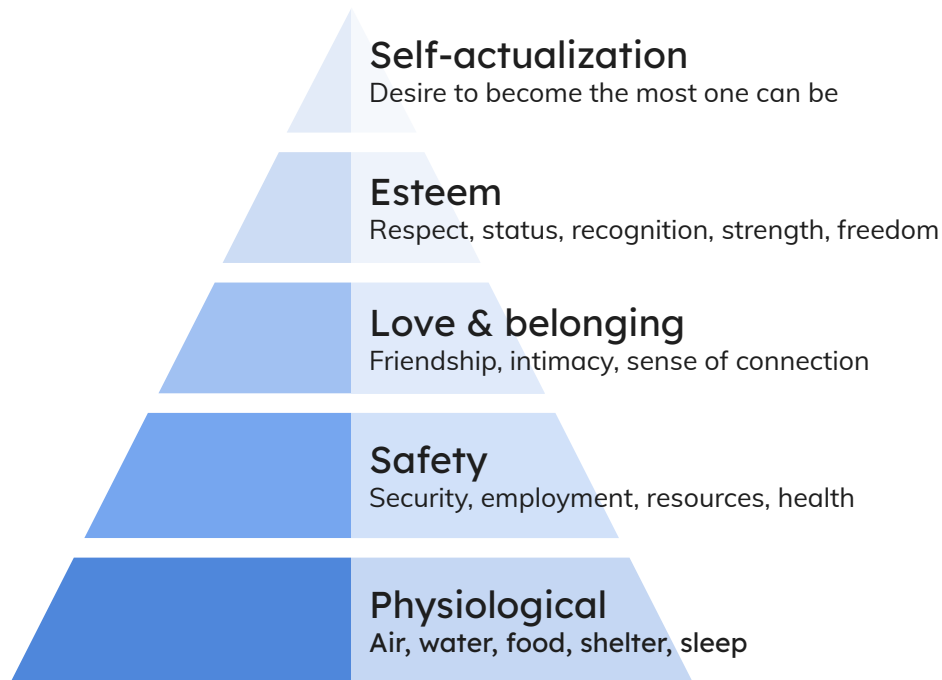 Self-actualization
Desire to become the most one can be
Esteem
Respect, status, recognition, strength, freedom
Love & belonging
Friendship, intimacy, sense of connection
Safety
Security, employment, resources, health
Physiological
Air, water, food, shelter, sleep